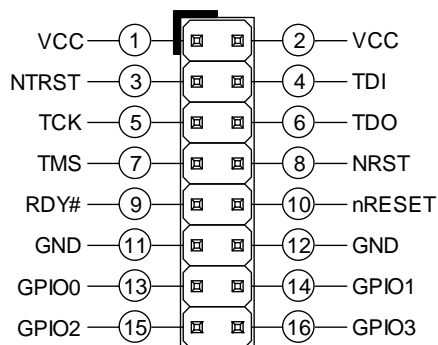 VCC 1 2 VCC
NTRST 3 4 TDI
TCK 5 6 TDO
TMS 7 8 NRST
RDY# 9 10 nRESET
GND 11 12 GND
GPIO0 13 14 GPIO1
GPIO2 15 16 GPIO3